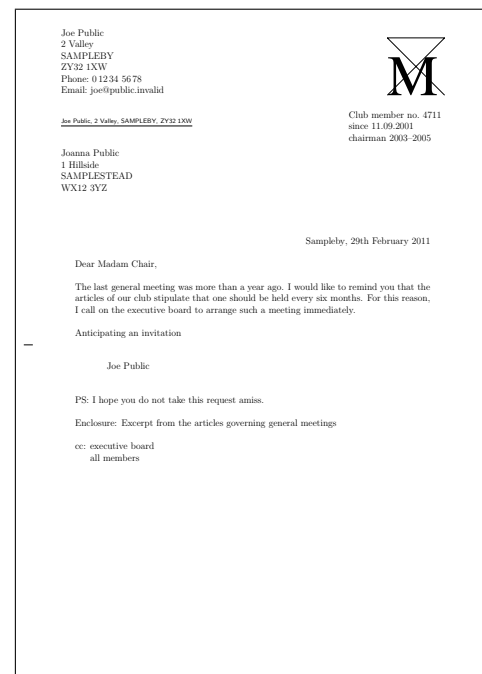 Joe Public
2 Valley
SAMPLEBY
ZY32 1XW
Phone: 0 12 34 56 78
Email: joe@public.invalid
M
Club member no. 4711
since 11.09.2001
chairman 2003–2005
Joe Public, 2 Valley, SAMPLEBY, ZY32 1XW
Joanna Public
1 Hillside
SAMPLESTEAD
WX12 3YZ
Sampleby, 29th February 2011
Dear Madam Chair,
The last general meeting was more than a year ago. I would like to remind you that the
articles of our club stipulate that one should be held every six months. For this reason,
I call on the executive board to arrange such a meeting immediately.
Anticipating an invitation
Joe Public
PS: I hope you do not take this request amiss.
Enclosure: Excerpt from the articles governing general meetings
cc: executive board
all members